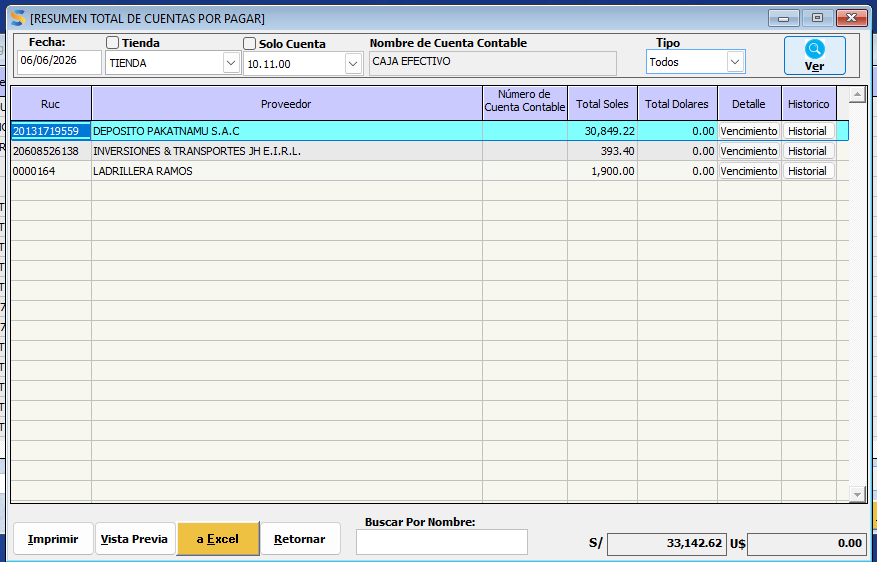 [RESUMEN TOTAL DE CUENTAS POR PAGAR]
Fecha: Tienda Solo Cuenta Nombre de Cuenta Contable Tipo
06/06/2026 TIENDA 10.11.00 CAJA EFECTIVO Todos Ver
Ruc Proveedor Número de Cuenta Contable Total Soles Total Dolares Detalle Historico
20131719559 DEPOSITO PAKATNAMU S.A.C 30,849.22 0.00 Vencimiento Historial
20608526138 INVERSIONES & TRANSPORTES JH E.I.R.L. 393.40 0.00 Vencimiento Historial
0000164 LADRILLERA RAMOS 1,900.00 0.00 Vencimiento Historial
Imprimir Vista Previa a Excel Retornar Buscar Por Nombre:
S/ 33,142.62 U$ 0.00